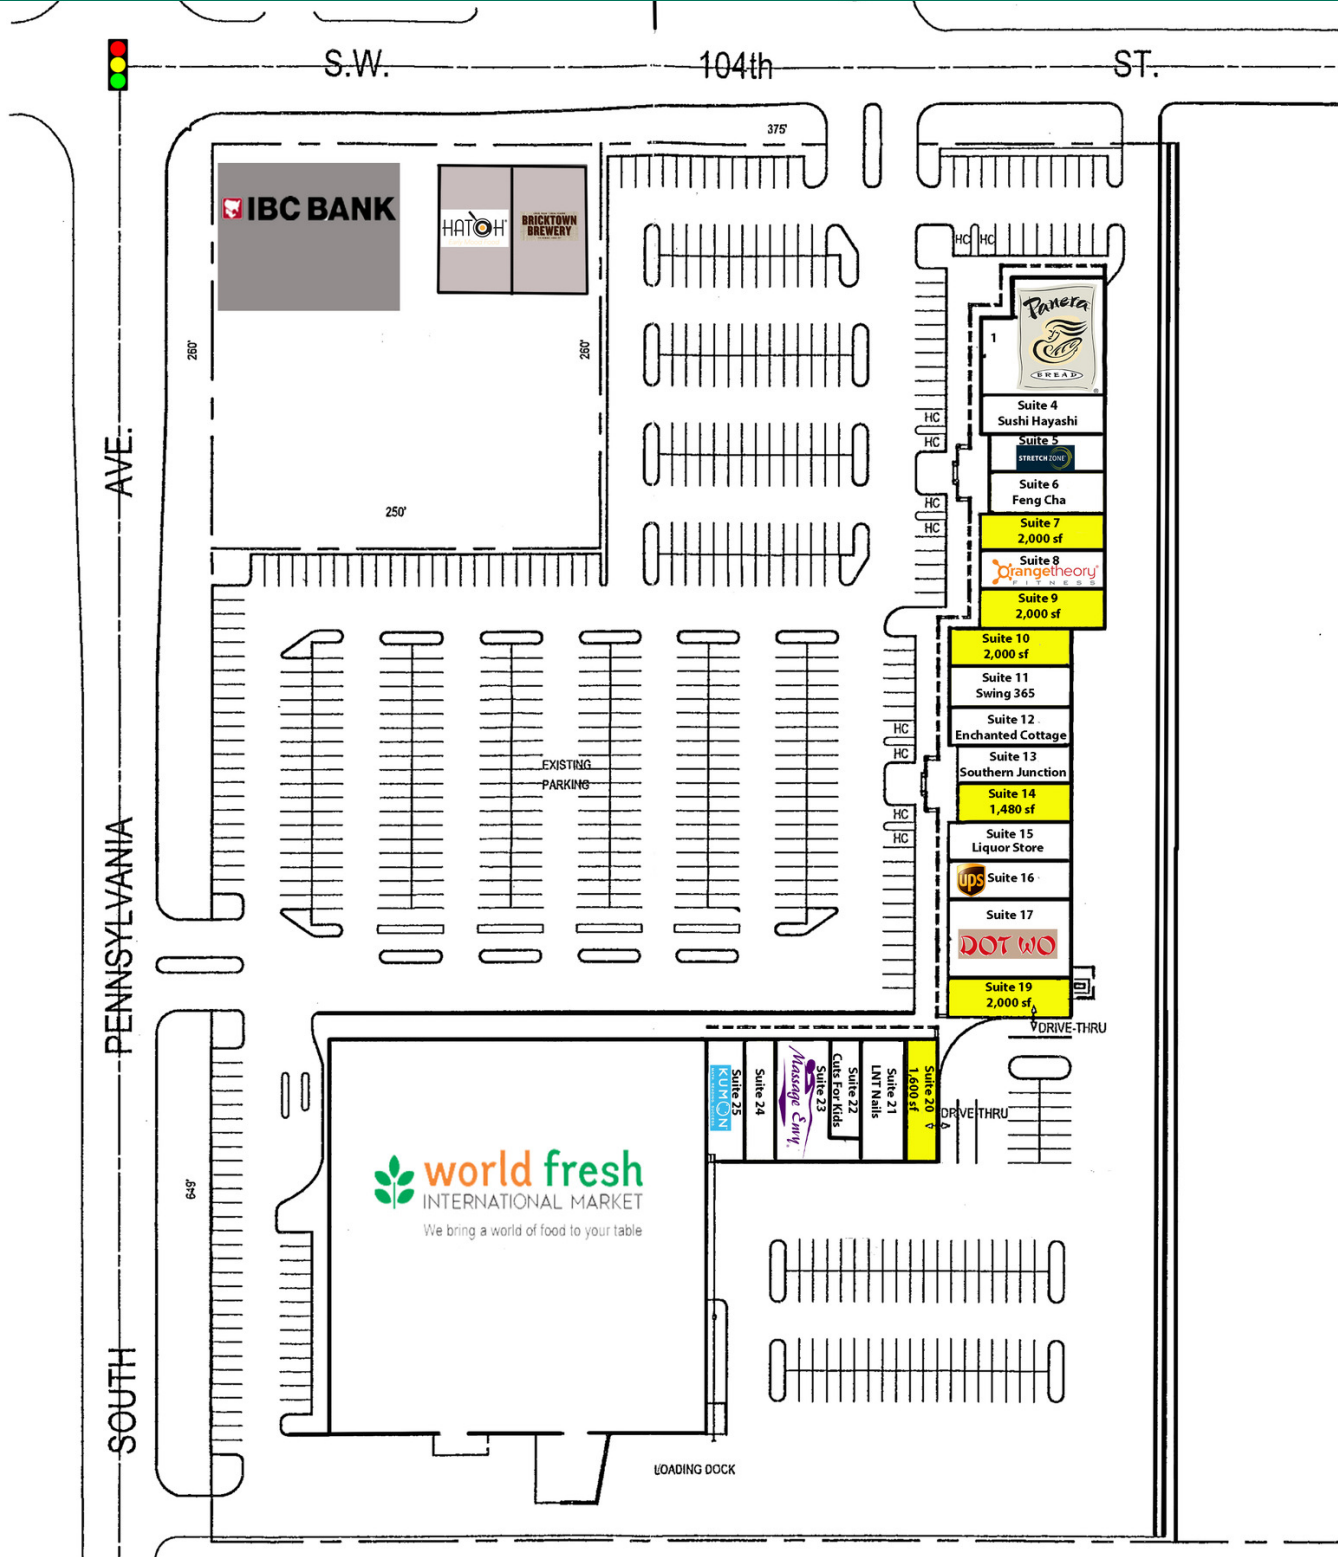 S.W. 104th ST.
375'
IBC BANK
HATCH
BRICKTOWN
BREWERY
260'
260'
250'
HC HC
Panera
BREAD
1
Suite 4
Sushi Hayashi
HC
HC
Suite 5
STRETCH ZONE
Suite 6
Feng Cha
HC
HC
Suite 7
2,000 sf
Suite 8
Orangetheory
FITNESS
Suite 9
2,000 sf
Suite 10
2,000 sf
Suite 11
Swing 365
Suite 12
Enchanted Cottage
HC
HC
Suite 13
Southern Junction
Suite 14
1,480 sf
HC
HC
Suite 15
Liquor Store
ups
Suite 16
Suite 17
DOT WO
Suite 19
2,000 sf
DRIVE-THRU
EXISTING
PARKING
SOUTH PENNSYLVANIA AVE.
Suite 25
KUMON
Suite 24
Suite 23
Massage Envy
Suite 22
Cuts For Kids
Suite 21
LNT Nails
Suite 20
1,600 sf
DRIVE-THRU
world fresh
INTERNATIONAL MARKET
We bring a world of food to your table
649'
LOADING DOCK